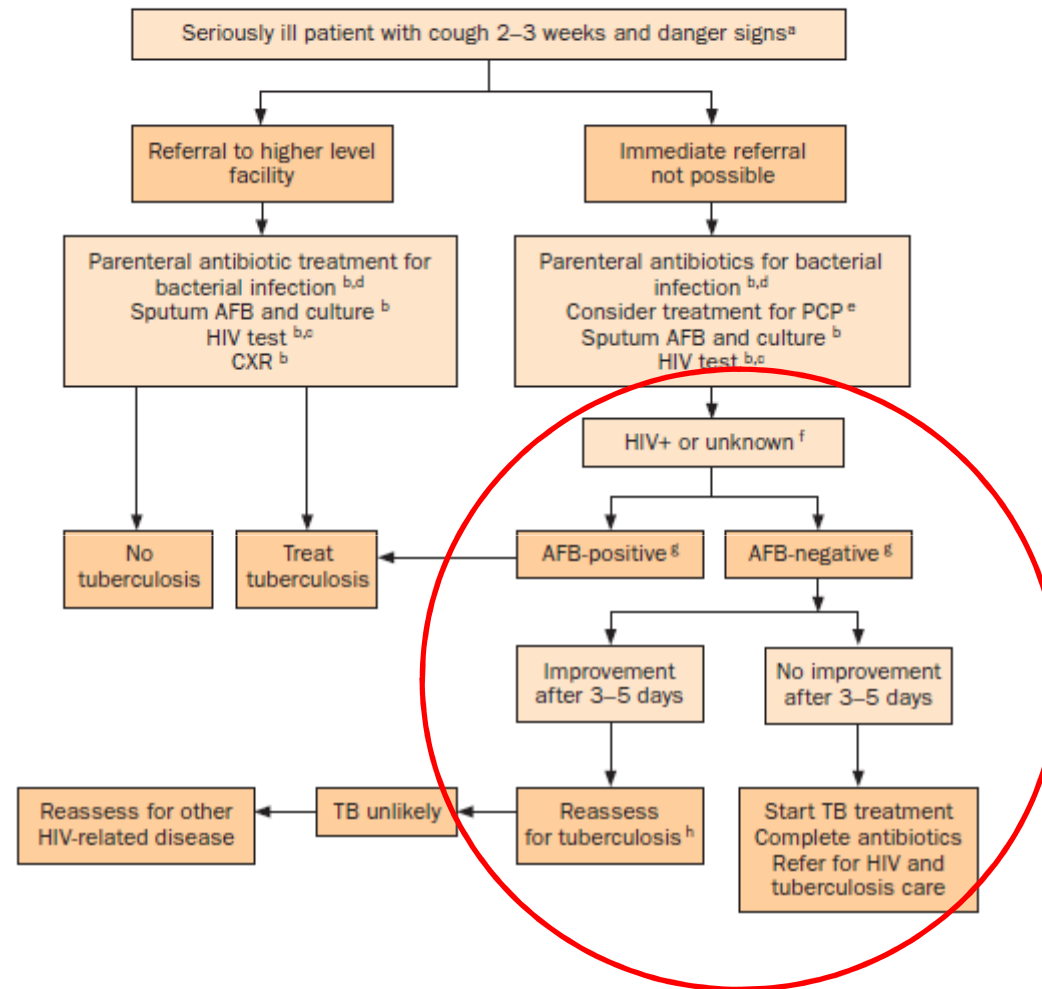 Seriously ill patient with cough 2–3 weeks and danger signsᵃ
Referral to higher level
facility
Immediate referral
not possible
Parenteral antibiotic treatment for
bacterial infection ᵇ,ᵈ
Sputum AFB and culture ᵇ
HIV test ᵇ,ᶜ
CXR ᵇ
Parenteral antibiotics for bacterial
infection ᵇ,ᵈ
Consider treatment for PCP ᵉ
Sputum AFB and culture ᵇ
HIV test ᵇ,ᶜ
HIV+ or unknown ᶠ
No
tuberculosis
Treat
tuberculosis
AFB-positive ᵍ
AFB-negative ᵍ
Improvement
after 3–5 days
No improvement
after 3–5 days
Reassess for other
HIV-related disease
TB unlikely
Reassess
for tuberculosis ʰ
Start TB treatment
Complete antibiotics
Refer for HIV and
tuberculosis care